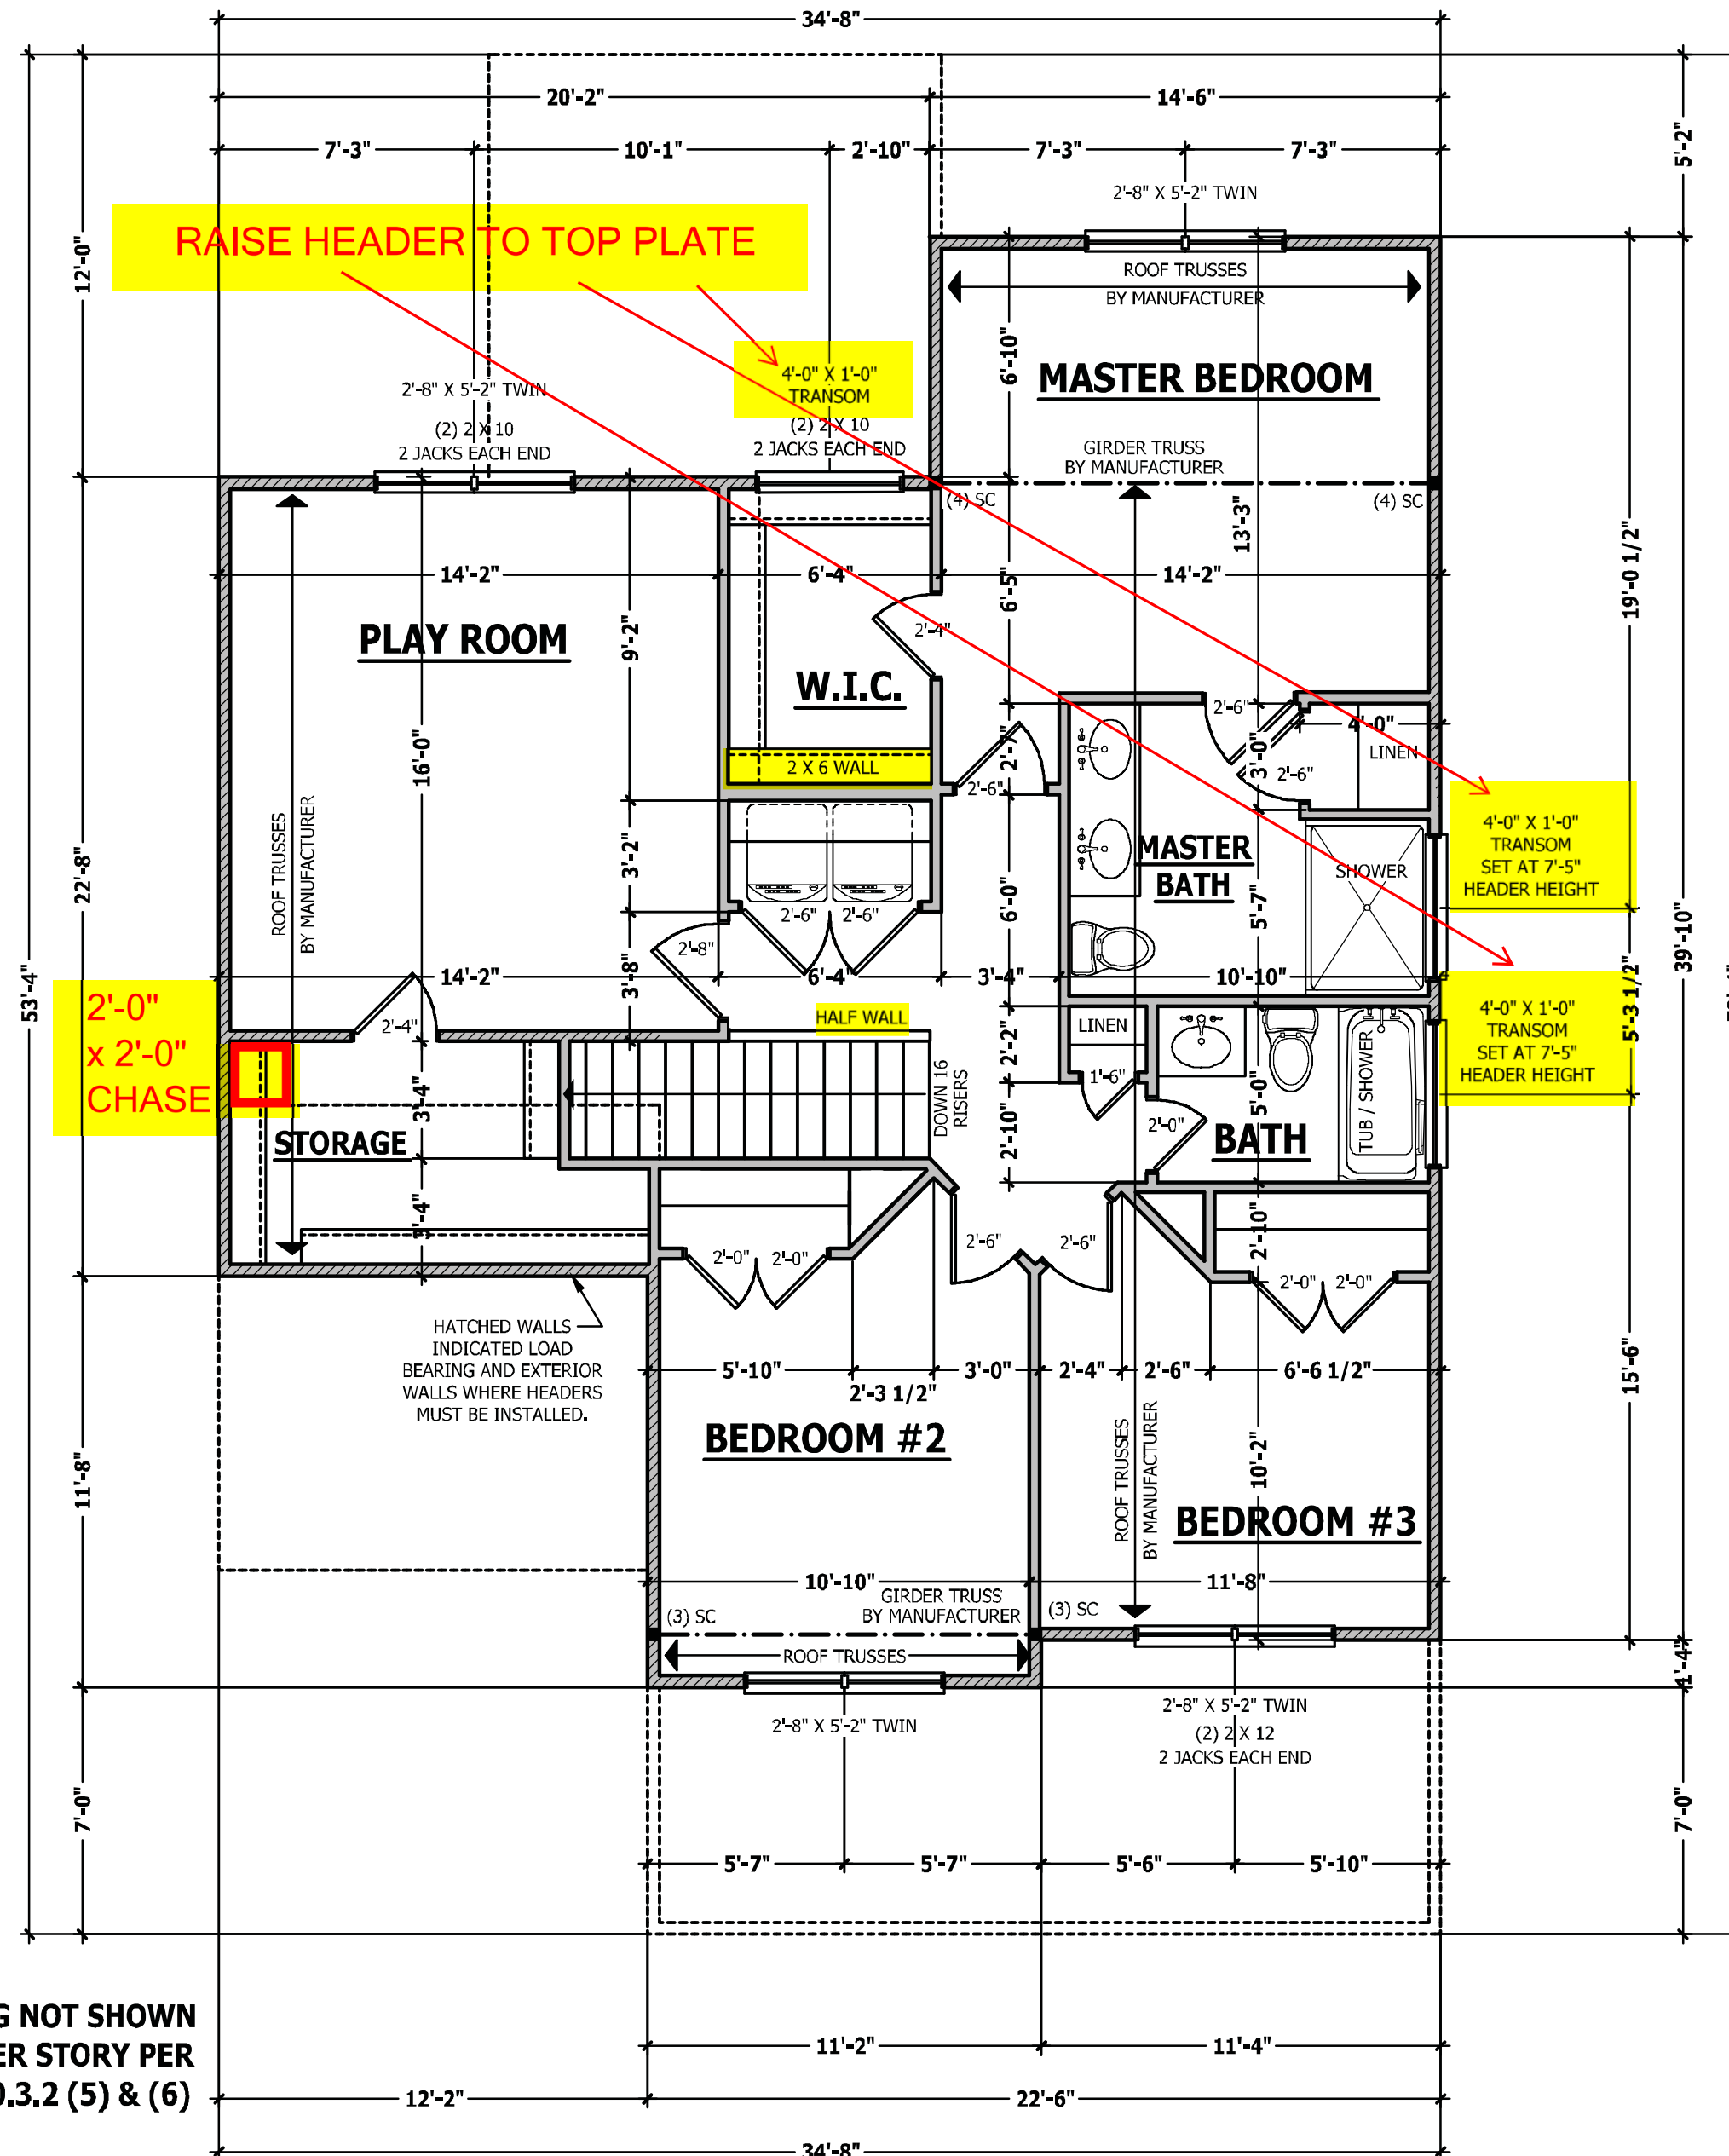 34'-8"
20'-2"
14'-6"
7'-3"
10'-1"
2'-10"
7'-3"
7'-3"
5'-2"
2'-8" X 5'-2" TWIN
12'-0"
RAISE HEADER TO TOP PLATE
ROOF TRUSSES
BY MANUFACTURER
6'-10"
4'-0" X 1'-0"
TRANSOM
(2) 2 X 10
2 JACKS EACH END
2'-8" X 5'-2" TWIN
(2) 2 X 10
2 JACKS EACH END
MASTER BEDROOM
GIRDER TRUSS
BY MANUFACTURER
(4) SC
(4) SC
13'-3"
19'-0 1/2"
14'-2"
6'-4"
6'-5"
14'-2"
PLAY ROOM
9'-2"
2'-4"
W.I.C.
2'-6"
4'-0"
LINEN
16'-0"
2'-7"
3'-0"
2'-6"
2 X 6 WALL
2'-6"
ROOF TRUSSES
BY MANUFACTURER
22'-8"
3'-2"
MASTER
BATH
SHOWER
4'-0" X 1'-0"
TRANSOM
SET AT 7'-5"
HEADER HEIGHT
2'-6"
2'-6"
6'-0"
5'-7"
39'-10"
53'-4"
2'-8"
14'-2"
3'-8"
6'-4"
3'-4"
10'-10"
5'-3 1/2"
2'-0"
x 2'-0"
CHASE
2'-4"
HALF WALL
LINEN
2'-2"
4'-0" X 1'-0"
TRANSOM
SET AT 7'-5"
HEADER HEIGHT
3'-4"
DOWN 16
RISERS
1'-6"
5'-0"
TUB / SHOWER
STORAGE
2'-10"
2'-0"
BATH
2'-10"
2'-0"
2'-0"
2'-6"
2'-6"
2'-0"
2'-0"
HATCHED WALLS
INDICATED LOAD
BEARING AND EXTERIOR
WALLS WHERE HEADERS
MUST BE INSTALLED.
5'-10"
2'-3 1/2"
3'-0"
2'-4"
2'-6"
6'-6 1/2"
15'-6"
BEDROOM #2
11'-8"
ROOF TRUSSES
BY MANUFACTURER
10'-2"
BEDROOM #3
10'-10"
11'-8"
GIRDER TRUSS
BY MANUFACTURER
(3) SC
(3) SC
ROOF TRUSSES
1'-4"
2'-8" X 5'-2" TWIN
2'-8" X 5'-2" TWIN
(2) 2 X 12
2 JACKS EACH END
7'-0"
7'-0"
5'-7"
5'-7"
5'-6"
5'-10"
NOT SHOWN
STORY PER
.3.2 (5) & (6)
11'-2"
11'-4"
12'-2"
22'-6"
34'-8"